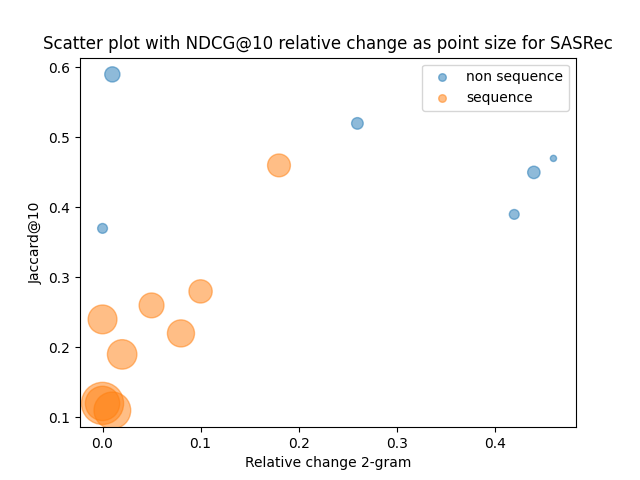 Scatter plot with NDCG@10 relative change as point size for SASRec
non sequence
sequence
0.6
0.5
0.4
0.3
0.2
0.1
Jaccard@10
0.0 0.1 0.2 0.3 0.4
Relative change 2-gram